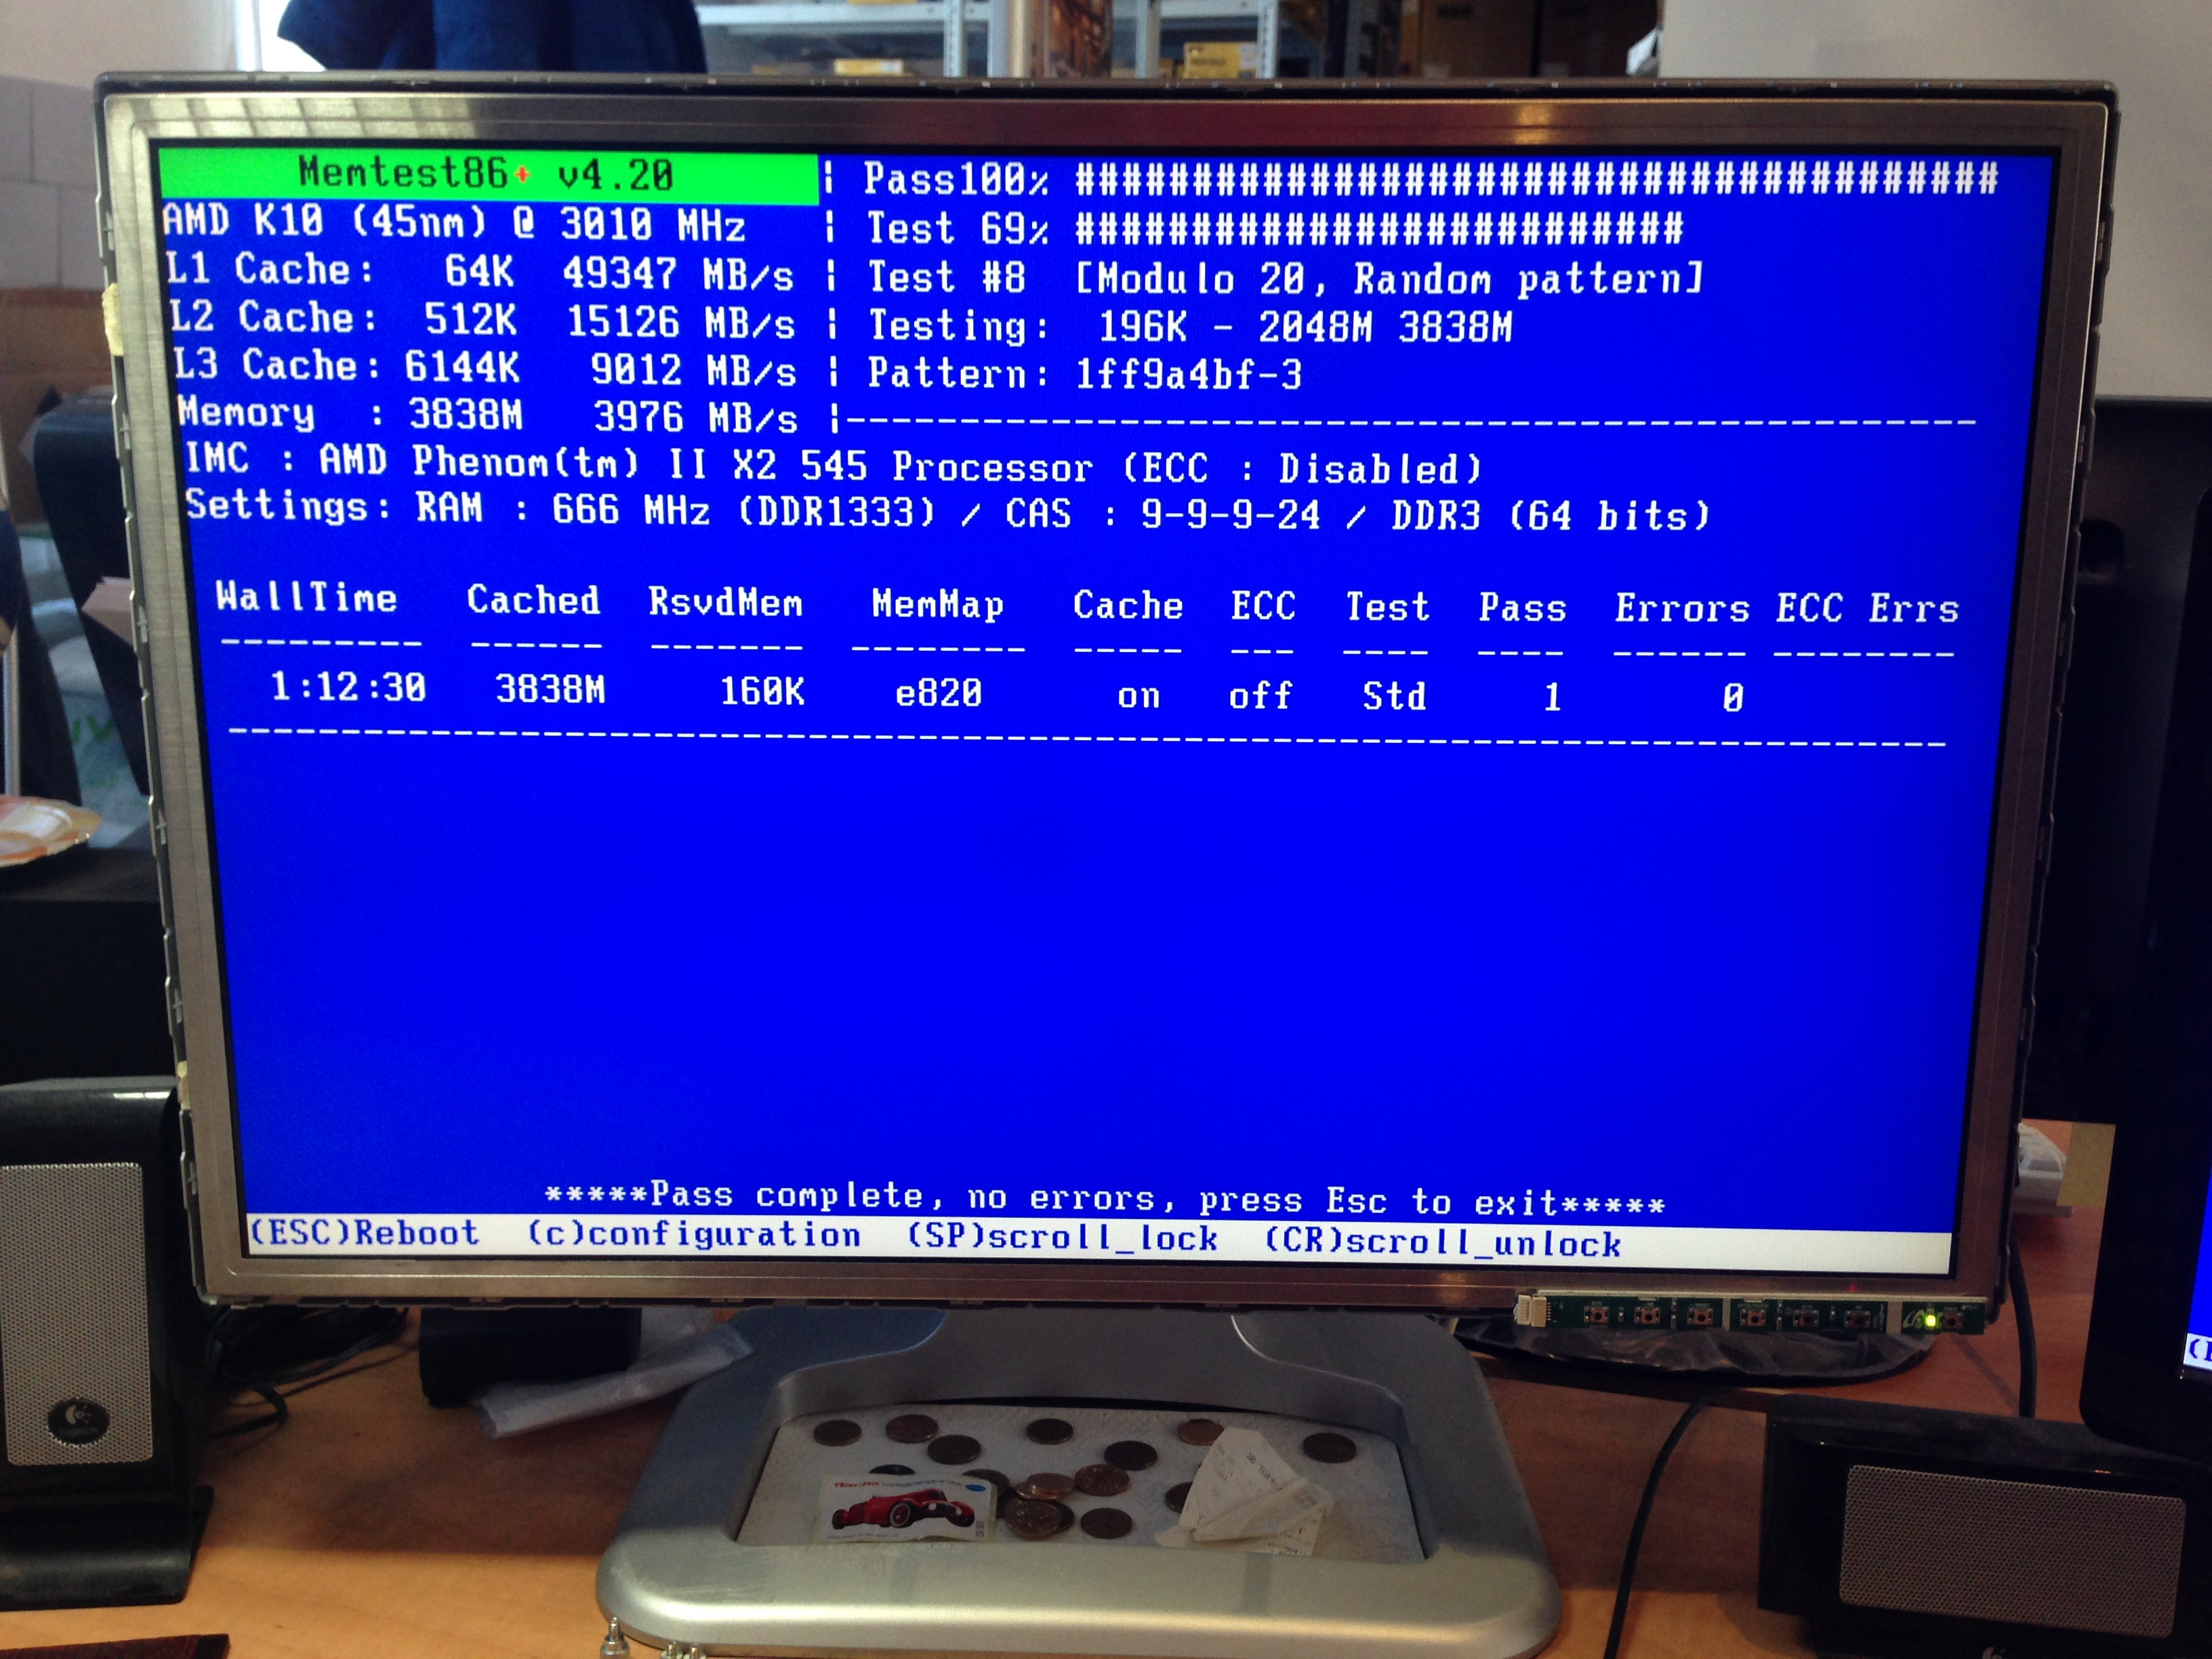 Memtest86+ v4.20 | Pass100% ########################################
AMD K10 (45nm) @ 3010 MHz | Test 69% ##########################
L1 Cache: 64K 49347 MB/s | Test #8 [Modulo 20, Random pattern]
L2 Cache: 512K 15126 MB/s | Testing: 196K - 2048M 3838M
L3 Cache: 6144K 9012 MB/s | Pattern: 1ff9a4bf-3
Memory : 3838M 3976 MB/s |-------------------------------------------------
IMC : AMD Phenom(tm) II X2 545 Processor (ECC : Disabled)
Settings: RAM : 666 MHz (DDR1333) / CAS : 9-9-9-24 / DDR3 (64 bits)
WallTime Cached RsvdMem MemMap Cache ECC Test Pass Errors ECC Errs
--------- ------ ------- -------- ----- --- ---- ---- ------ --------
1:12:30 3838M 160K e820 on off Std 1 0
-----------------------------------------------------------------------------
*****Pass complete, no errors, press Esc to exit*****
(ESC)Reboot (c)configuration (SP)scroll_lock (CR)scroll_unlock
Logitech